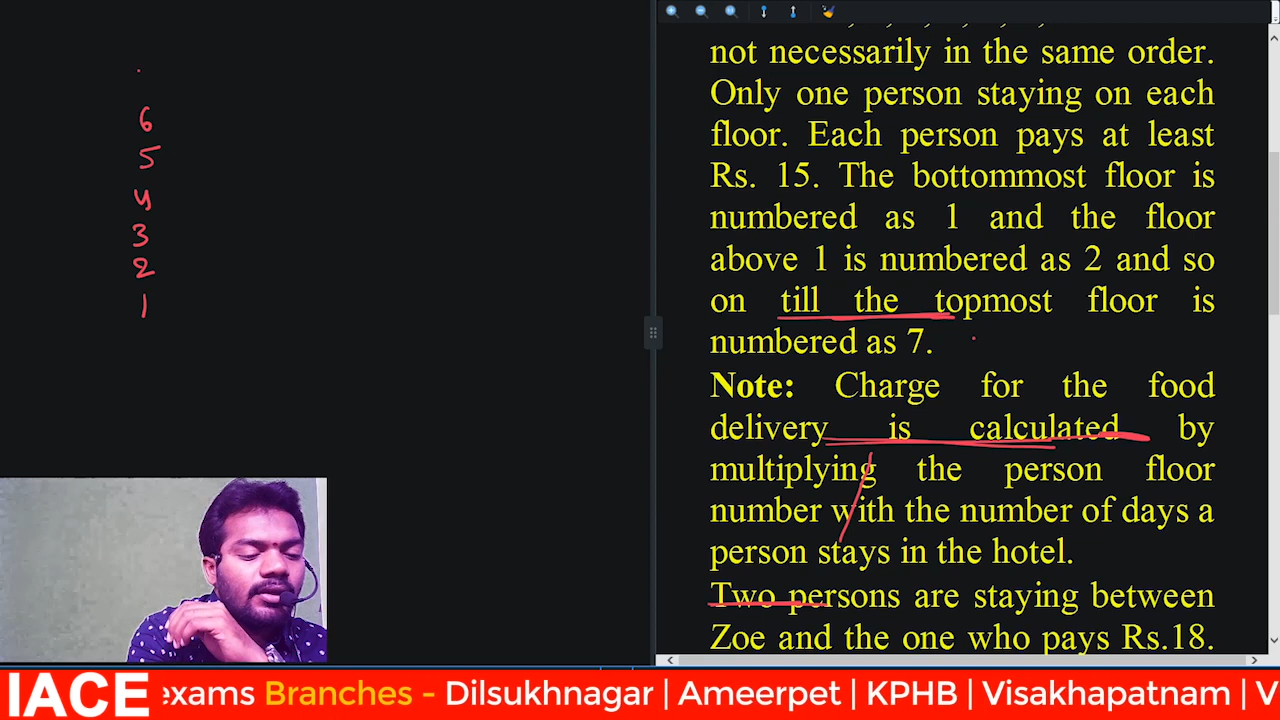 6
5
4
3
2
1
not necessarily in the same order.
Only one person staying on each
floor. Each person pays at least
Rs. 15. The bottommost floor is
numbered as 1 and the floor
above 1 is numbered as 2 and so
on till the topmost floor is
numbered as 7.
Note: Charge for the food
delivery is calculated by
multiplying the person floor
number with the number of days a
person stays in the hotel.
Two persons are staying between
Zoe and the one who pays Rs.18.
IACE exams Branches - Dilsukhnagar | Ameerpet | KPHB | Visakhapatnam | V